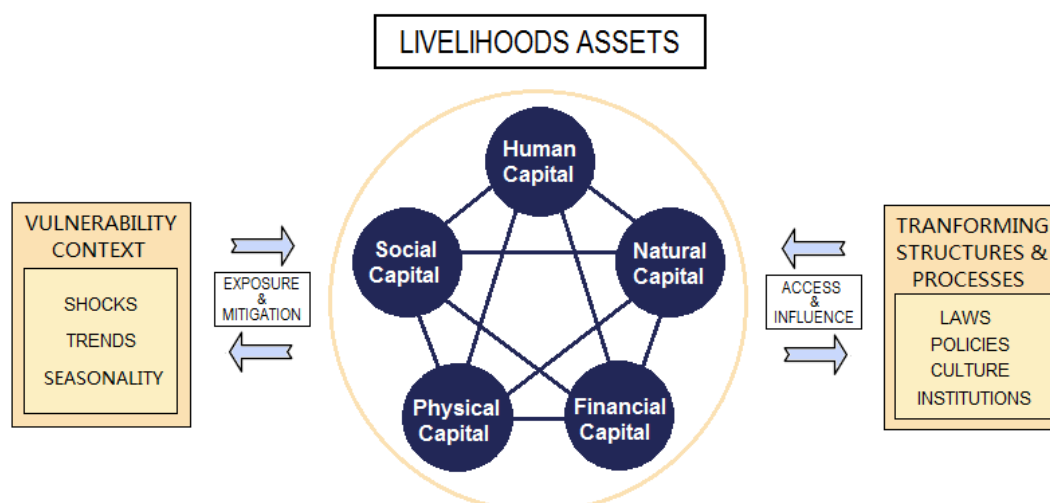 LIVELIHOODS ASSETS
Human
Capital
Social
Capital
Natural
Capital
Physical
Capital
Financial
Capital
VULNERABILITY
CONTEXT
SHOCKS
TRENDS
SEASONALITY
EXPOSURE
&
MITIGATION
ACCESS
&
INFLUENCE
TRANFORMING
STRUCTURES &
PROCESSES
LAWS
POLICIES
CULTURE
INSTITUTIONS